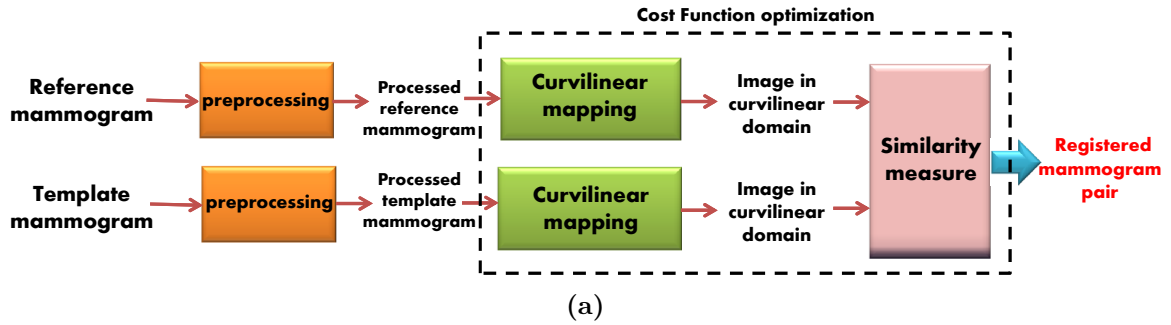 Cost Function optimization
Reference
mammogram
preprocessing
Processed
reference
mammogram
Curvilinear
mapping
Image in
curvilinear
domain
Template
mammogram
preprocessing
Processed
template
mammogram
Curvilinear
mapping
Image in
curvilinear
domain
Similarity
measure
Registered
mammogram
pair
(a)